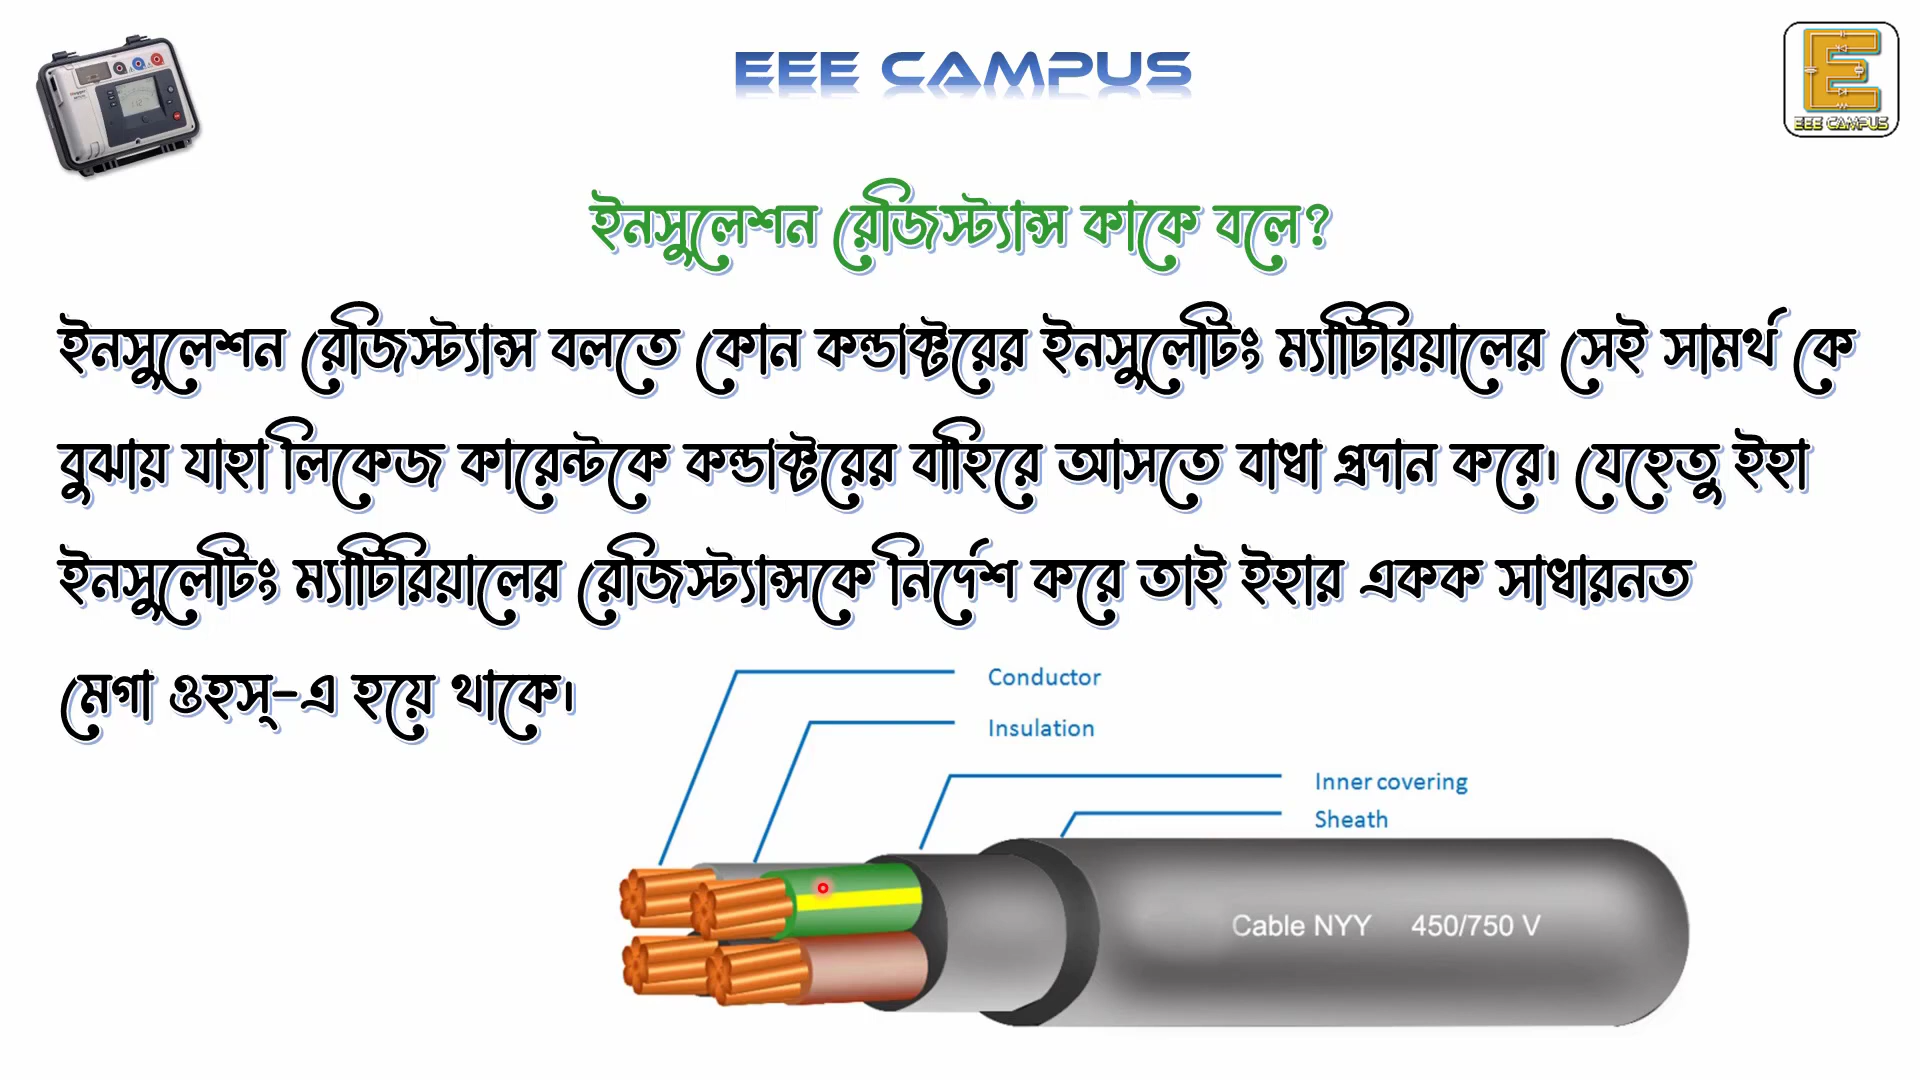 EEE CAMPUS
EEE CAMPUS
ইনসুলেশন রেজিস্ট্যান্স কাকে বলে?
ইনসুলেশন রেজিস্ট্যান্স বলতে কোন কন্ডাক্টরের ইনসুলেটিং ম্যাটিরিয়ালের সেই সামর্থ কে
বুঝায় যাহা লিকেজ কারেন্টকে কন্ডাক্টরের বাহিরে আসতে বাধা প্রদান করে। যেহেতু ইহা
ইনসুলেটিং ম্যাটিরিয়ালের রেজিস্ট্যান্সকে নির্দেশ করে তাই ইহার একক সাধারনত
মেগা ওহস্-এ হয়ে থাকে।
Conductor
Insulation
Inner covering
Sheath
Cable NYY 450/750 V